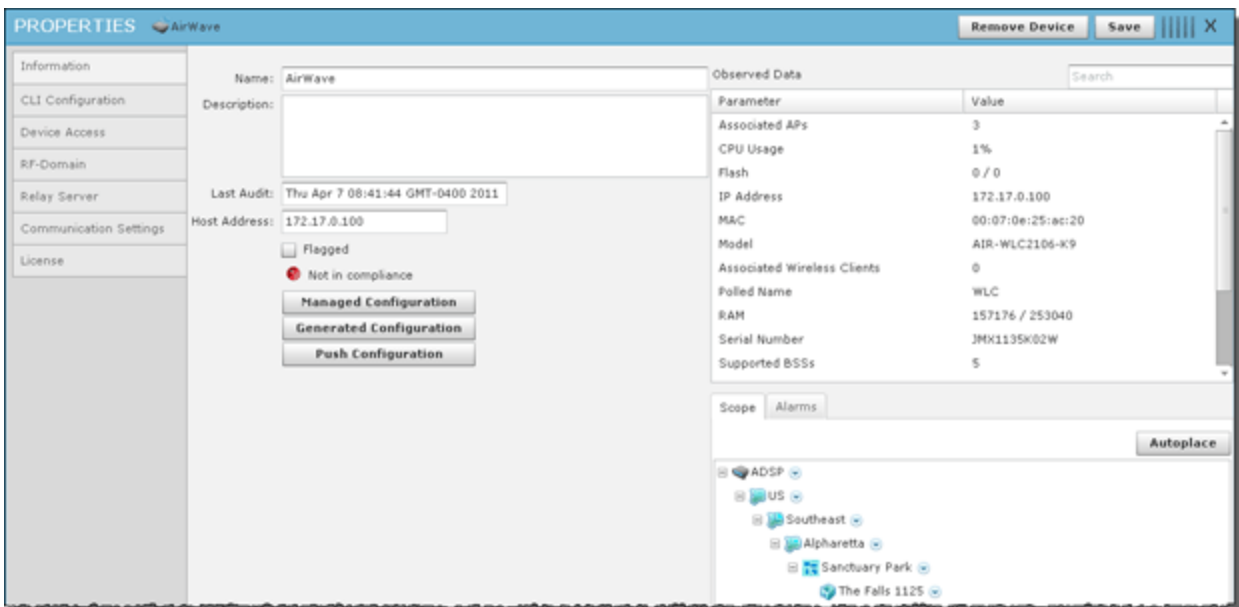 PROPERTIES AirWave Remove Device Save X
Information
CLI Configuration
Device Access
RF-Domain
Relay Server
Communication Settings
License
Name: AirWave
Description:
Last Audit: Thu Apr 7 08:41:44 GMT-0400 2011
Host Address: 172.17.0.100
Flagged
Not in compliance
Managed Configuration
Generated Configuration
Push Configuration
Observed Data Search
Parameter Value
Associated APs 3
CPU Usage 1%
Flash 0 / 0
IP Address 172.17.0.100
MAC 00:07:0e:25:ac:20
Model AIR-WLC2106-K9
Associated Wireless Clients 0
Polled Name WLC
RAM 157176 / 253040
Serial Number JMX1135K02W
Supported BSSs 5
Scope Alarms
Autoplace
ADSP
US
Southeast
Alpharetta
Sanctuary Park
The Falls 1125